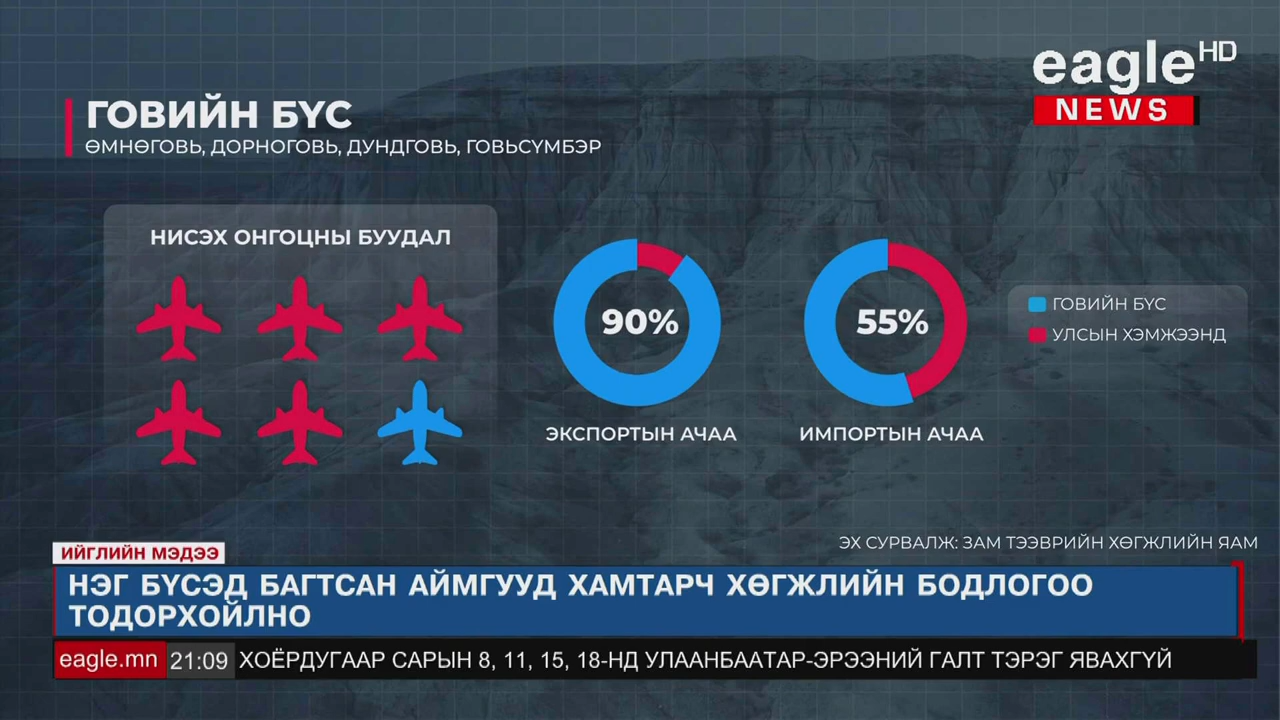 eagle HD
NEWS
ГОВИЙН БҮС
ӨМНӨГОВЬ, ДОРНОГОВЬ, ДУНДГОВЬ, ГОВЬСҮМБЭР
НИСЭХ ОНГОЦНЫ БУУДАЛ
90%
ЭКСПОРТЫН АЧАА
55%
ИМПОРТЫН АЧАА
ГОВИЙН БҮС
УЛСЫН ХЭМЖЭЭНД
ЭХ СУРВАЛЖ: ЗАМ ТЭЭВРИЙН ХӨГЖЛИЙН ЯАМ
ИЙГЛИЙН МЭДЭЭ
НЭГ БҮСЭД БАГТСАН АЙМГУУД ХАМТАРЧ ХӨГЖЛИЙН БОДЛОГОО
ТОДОРХОЙЛНО
eagle.mn 21:09 ХОЁРДУГААР САРЫН 8, 11, 15, 18-НД УЛААНБААТАР-ЭРЭЭНИЙ ГАЛТ ТЭРЭГ ЯВАХГҮЙ